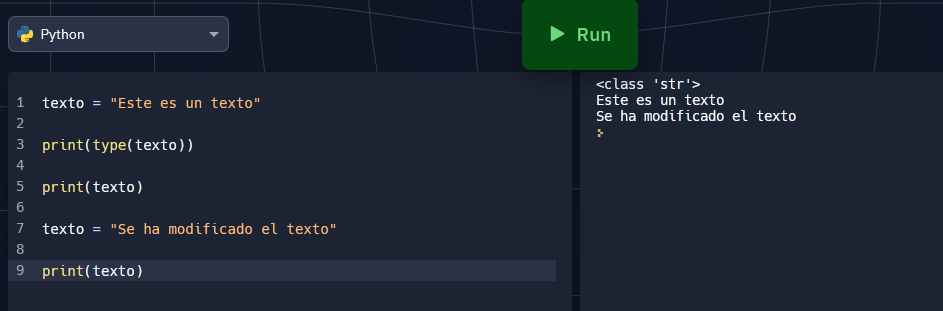 Python
Run
1 texto = "Este es un texto"
2
3 print(type(texto))
4
5 print(texto)
6
7 texto = "Se ha modificado el texto"
8
9 print(texto)
<class 'str'>
Este es un texto
Se ha modificado el texto